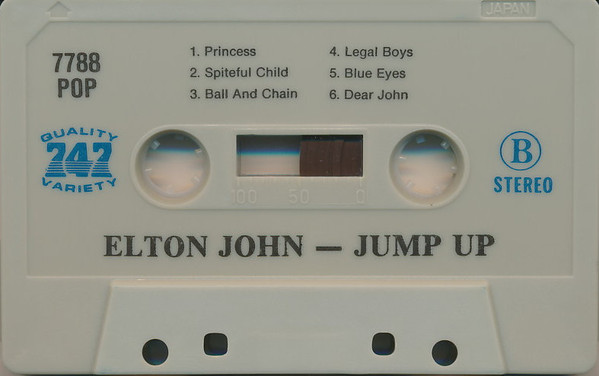 JAPAN
7788
POP
1. Princess
2. Spiteful Child
3. Ball And Chain
4. Legal Boys
5. Blue Eyes
6. Dear John
QUALITY
747
VARIETY
B
STEREO
100 50 0
ELTON JOHN — JUMP UP